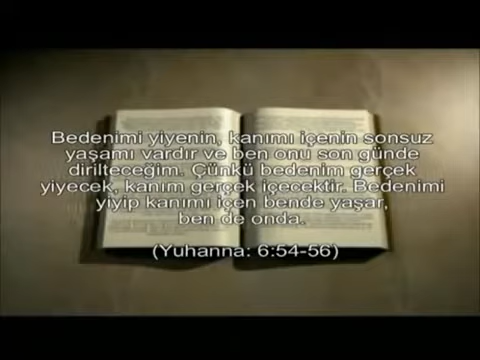 Bedenimi yiyenin, kanımı içenin sonsuz
yaşamı vardır ve ben onu son günde
dirilteceğim. Çünkü bedenim gerçek
yiyecek, kanım gerçek içecektir. Bedenimi
yiyip kanımı içen bende yaşar,
ben de onda.
(Yuhanna: 6:54-56)